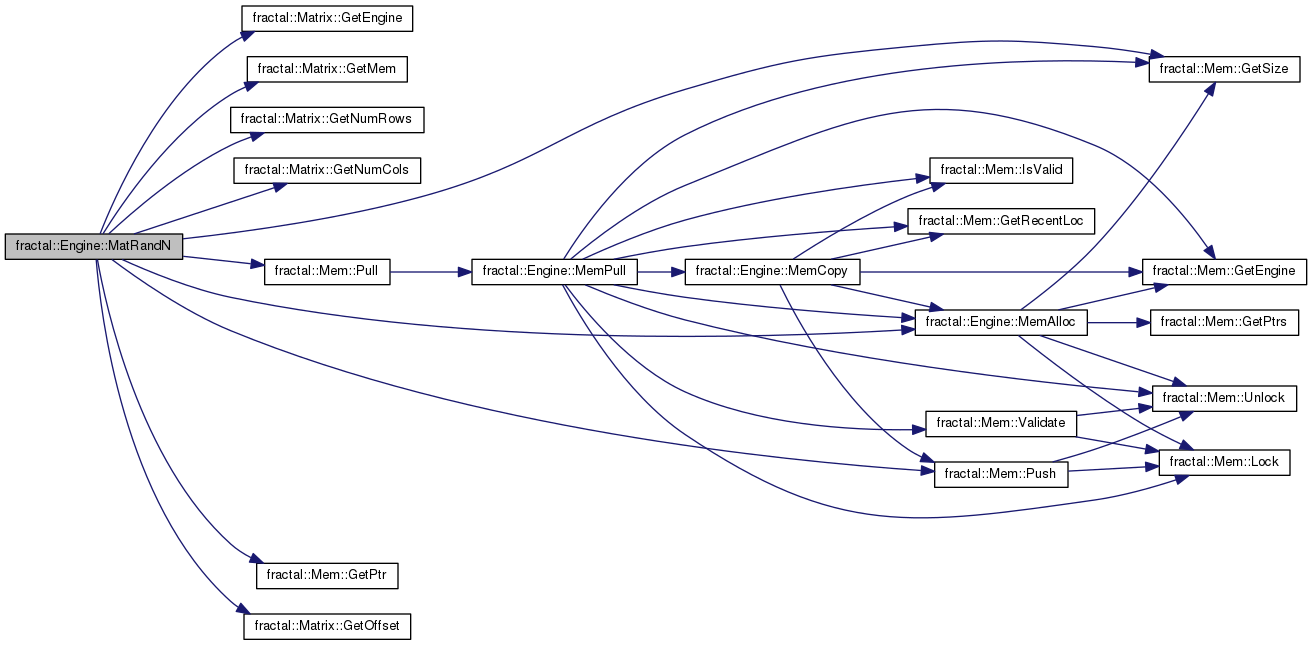 fractal::Matrix::GetEngine
fractal::Matrix::GetMem
fractal::Matrix::GetNumRows
fractal::Matrix::GetNumCols
fractal::Engine::MatRandN
fractal::Mem::Pull
fractal::Mem::GetPtr
fractal::Matrix::GetOffset
fractal::Engine::MemPull
fractal::Engine::MemCopy
fractal::Mem::IsValid
fractal::Mem::GetRecentLoc
fractal::Engine::MemAlloc
fractal::Mem::Validate
fractal::Mem::Push
fractal::Mem::GetSize
fractal::Mem::GetEngine
fractal::Mem::GetPtrs
fractal::Mem::Unlock
fractal::Mem::Lock